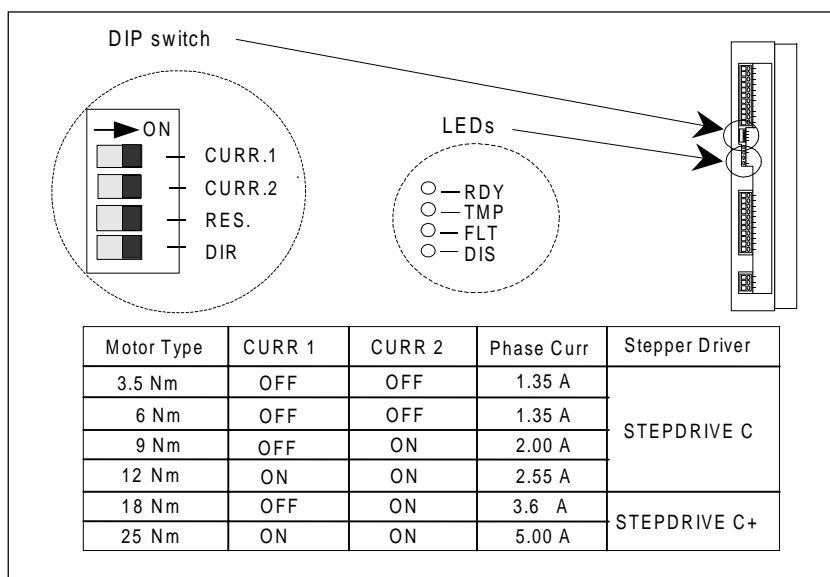 DIP switch
ON
CURR.1
CURR.2
RES.
DIR
LEDs
RDY
TMP
FLT
DIS
Motor Type CURR 1 CURR 2 Phase Curr Stepper Driver
3.5 Nm OFF OFF 1.35 A
6 Nm OFF OFF 1.35 A
STEPDRIVE C
9 Nm OFF ON 2.00 A
12 Nm ON ON 2.55 A
18 Nm OFF ON 3.6 A
STEPDRIVE C+
25 Nm ON ON 5.00 A